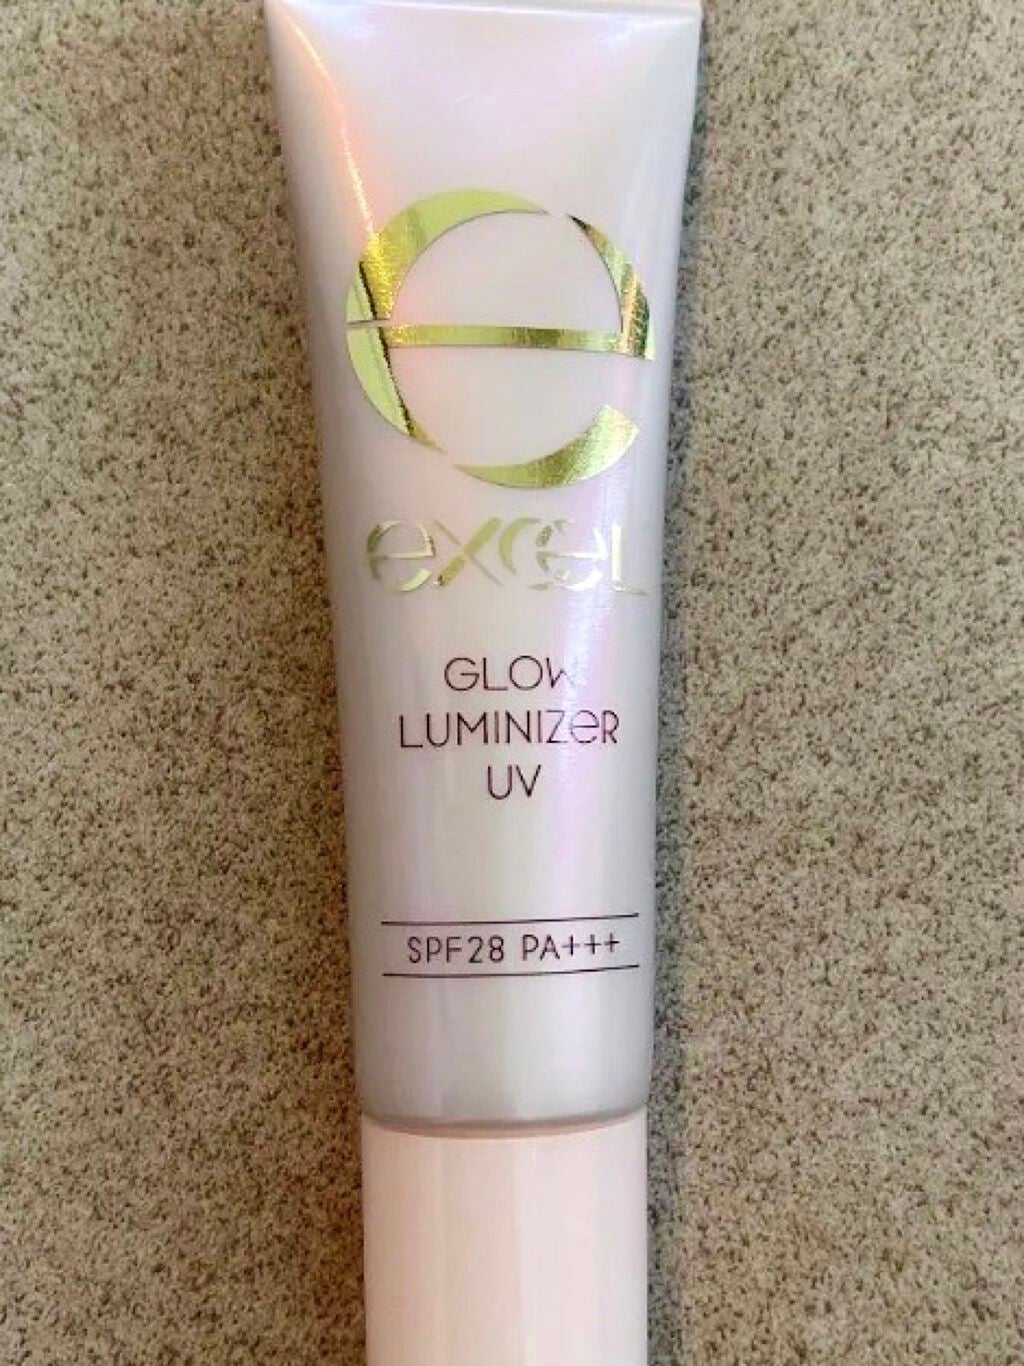 e
excel
GLOW
LUMINIZER
UV
SPF28 PA+++